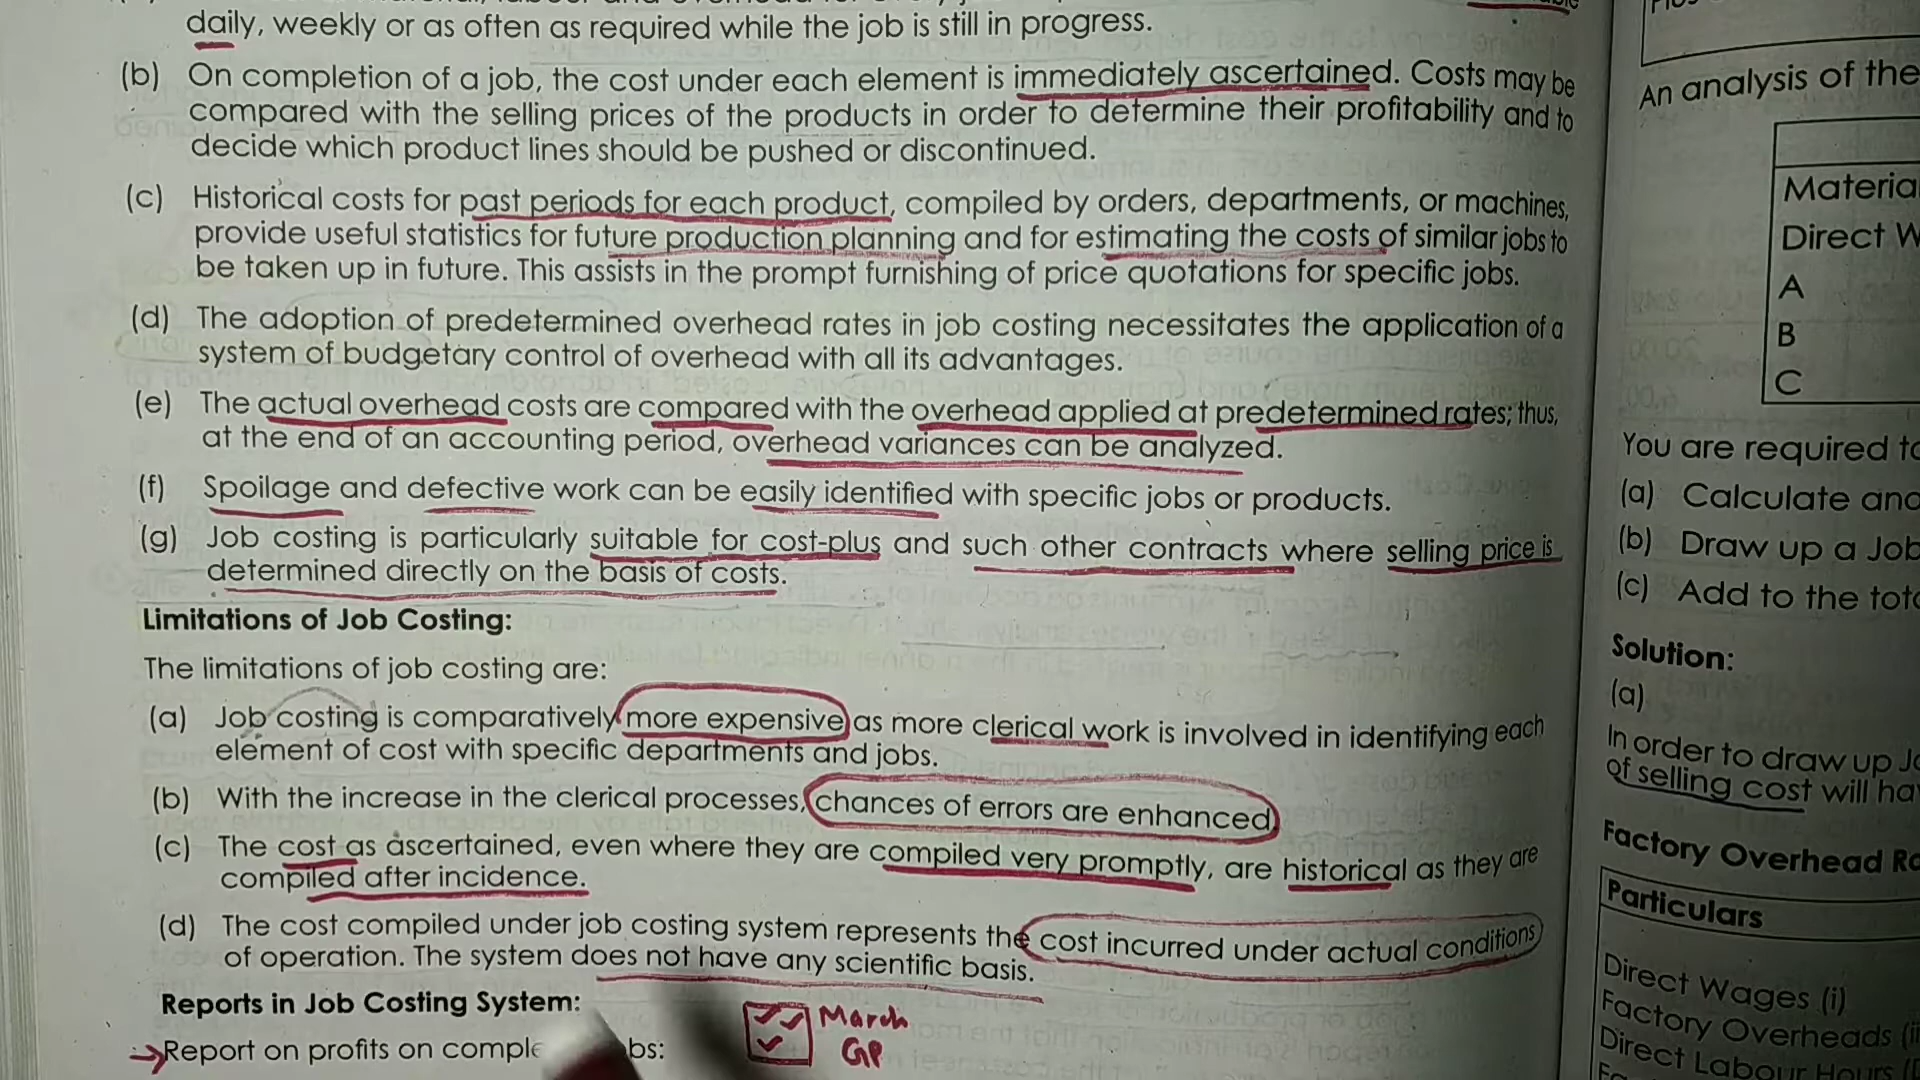 daily, weekly or as often as required while the job is still in progress.
(b) On completion of a job, the cost under each element is immediately ascertained. Costs may be
compared with the selling prices of the products in order to determine their profitability and to
decide which product lines should be pushed or discontinued.
(c) Historical costs for past periods for each product, compiled by orders, departments, or machines,
provide useful statistics for future production planning and for estimating the costs of similar jobs to
be taken up in future. This assists in the prompt furnishing of price quotations for specific jobs.
(d) The adoption of predetermined overhead rates in job costing necessitates the application of a
system of budgetary control of overhead with all its advantages.
(e) The actual overhead costs are compared with the overhead applied at predetermined rates; thus,
at the end of an accounting period, overhead variances can be analyzed.
(f) Spoilage and defective work can be easily identified with specific jobs or products.
(g) Job costing is particularly suitable for cost-plus and such other contracts where selling price is
determined directly on the basis of costs.
Limitations of Job Costing:
The limitations of job costing are:
(a) Job costing is comparatively more expensive as more clerical work is involved in identifying each
element of cost with specific departments and jobs.
(b) With the increase in the clerical processes, chances of errors are enhanced.
(c) The cost as ascertained, even where they are compiled very promptly, are historical as they are
compiled after incidence.
(d) The cost compiled under job costing system represents the cost incurred under actual conditions
of operation. The system does not have any scientific basis.
Reports in Job Costing System:
March
GP
Report on profits on
An analysis of the
Materia
Direct W
A
B
C
You are required to
(a) Calculate and
(b) Draw up a Job
(c) Add to the tot
Solution:
(a)
In order to draw up Jo
of selling cost will ha
Factory Overhead Ra
Particulars
Direct Wages (i)
Factory Overheads (ii
Direct Labour Hours (